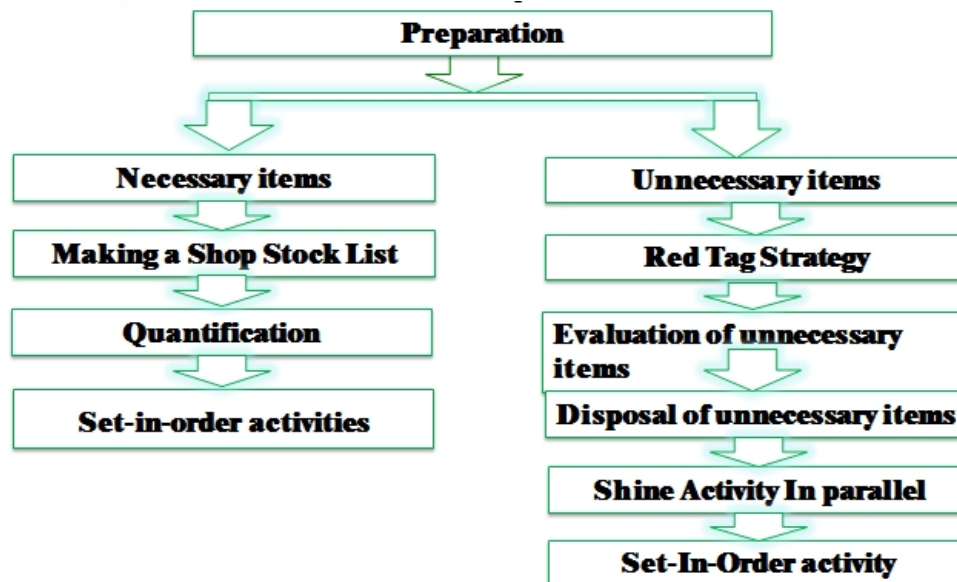 Preparation
Necessary items
Making a Shop Stock List
Quantification
Set-in-order activities
Unnecessary items
Red Tag Strategy
Evaluation of unnecessary
items
Disposal of unnecessary items
Shine Activity In parallel
Set-In-Order activity